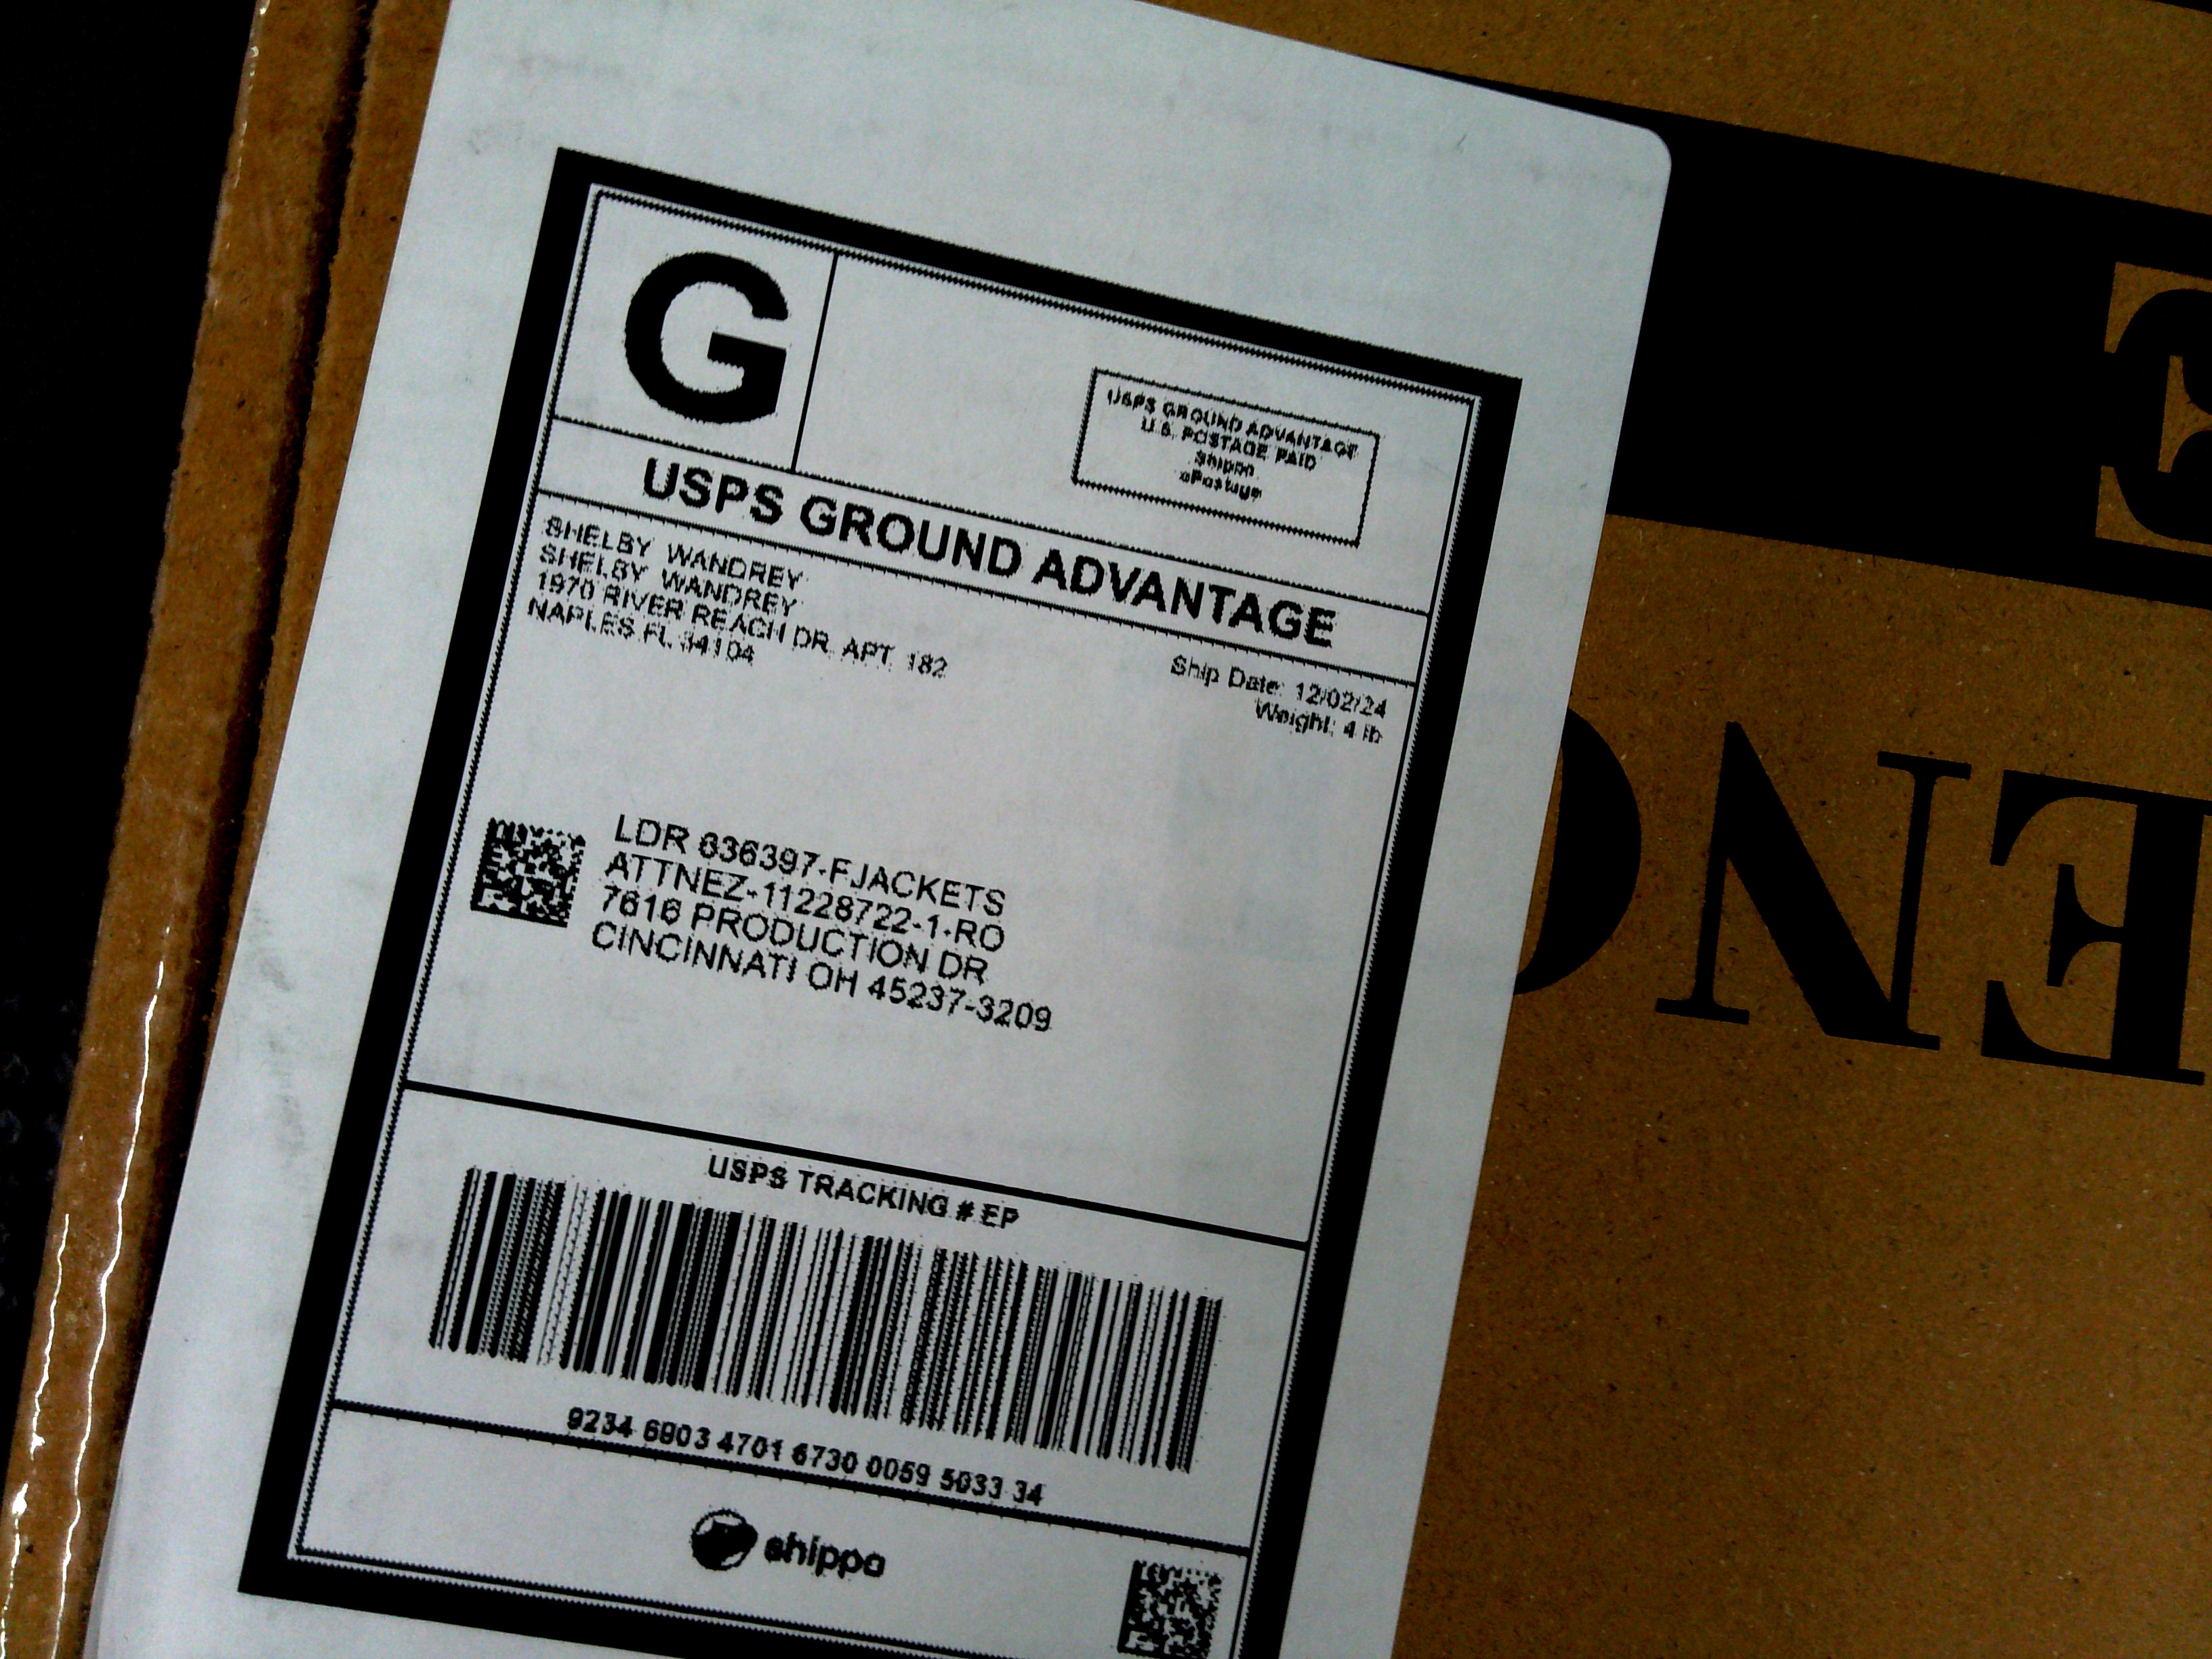 G
USPS GROUND ADVANTAGE
U.S. POSTAGE PAID
Shippo
ePostage
USPS GROUND ADVANTAGE
SHELBY WANDREY
SHELBY WANDREY
1970 RIVER REACH DR APT 182
NAPLES FL 34104
Ship Date: 12/02/24
Weight: 4 lb
LDR 636397-FJACKETS
ATTNEZ-11228722-1-RO
7616 PRODUCTION DR
CINCINNATI OH 45237-3209
USPS TRACKING # EP
9234 6903 4701 6730 0059 5033 34
shippo